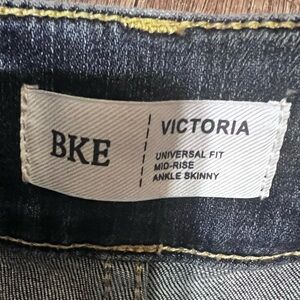 BKE
VICTORIA
UNIVERSAL FIT
MID-RISE
ANKLE SKINNY